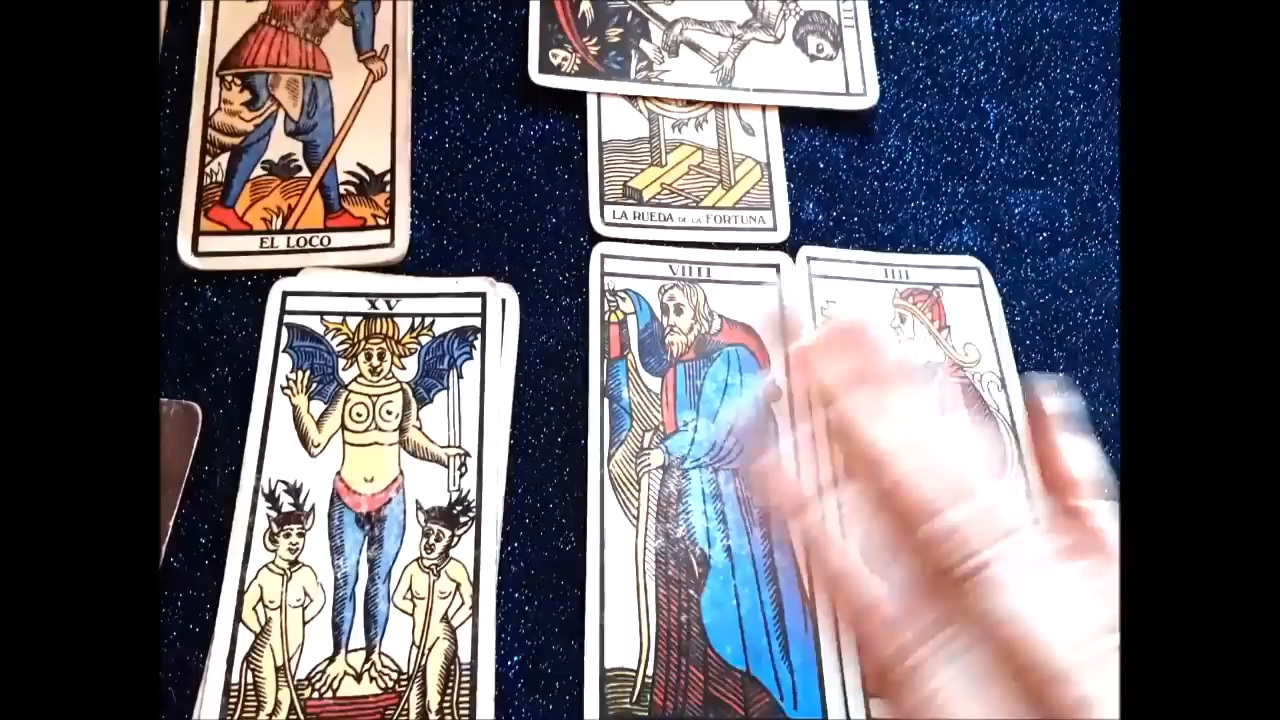 EL LOCO
LA RUEDA DE LA FORTUNA
XV
VIIII
IIII